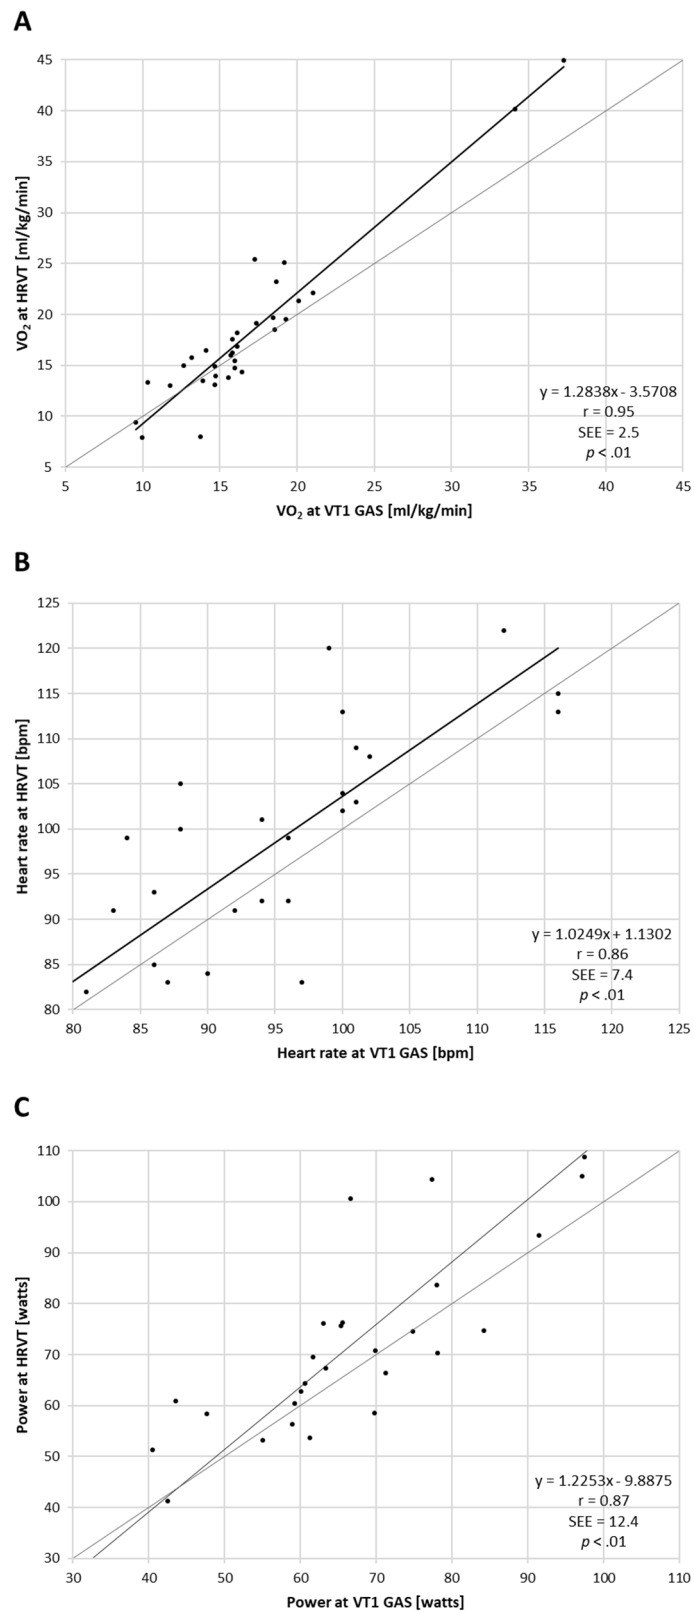 A
45
40
35
30
25
20
15
10
5
VO2 at HRVT [ml/kg/min]
y = 1.2838x - 3.5708
r = 0.95
SEE = 2.5
p < .01
5 10 15 20 25 30 35 40 45
VO2 at VT1 GAS [ml/kg/min]
B
125
120
115
110
105
100
95
90
85
80
Heart rate at HRVT [bpm]
y = 1.0249x + 1.1302
r = 0.86
SEE = 7.4
p < .01
80 85 90 95 100 105 110 115 120 125
Heart rate at VT1 GAS [bpm]
C
110
100
90
80
70
60
50
40
30
Power at HRVT [watts]
y = 1.2253x - 9.8875
r = 0.87
SEE = 12.4
p < .01
30 40 50 60 70 80 90 100 110
Power at VT1 GAS [watts]